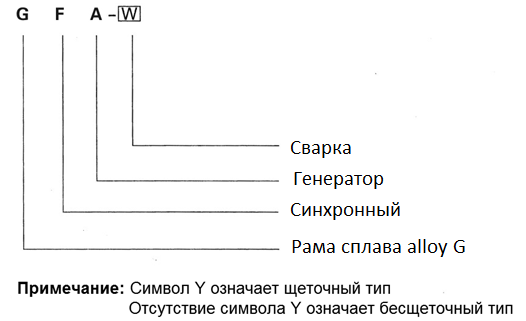 G F A – W
Сварка
Генератор
Синхронный
Рама сплава alloy G
Примечание: Символ Y означает щеточный тип
Отсутствие символа Y означает бесщеточный тип